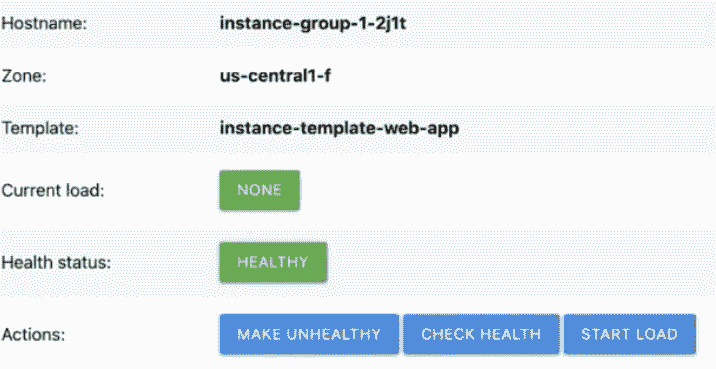 Hostname: instance-group-1-2j1t
Zone: us-central1-f
Template: instance-template-web-app
Current load: NONE
Health status: HEALTHY
Actions: MAKE UNHEALTHY CHECK HEALTH START LOAD